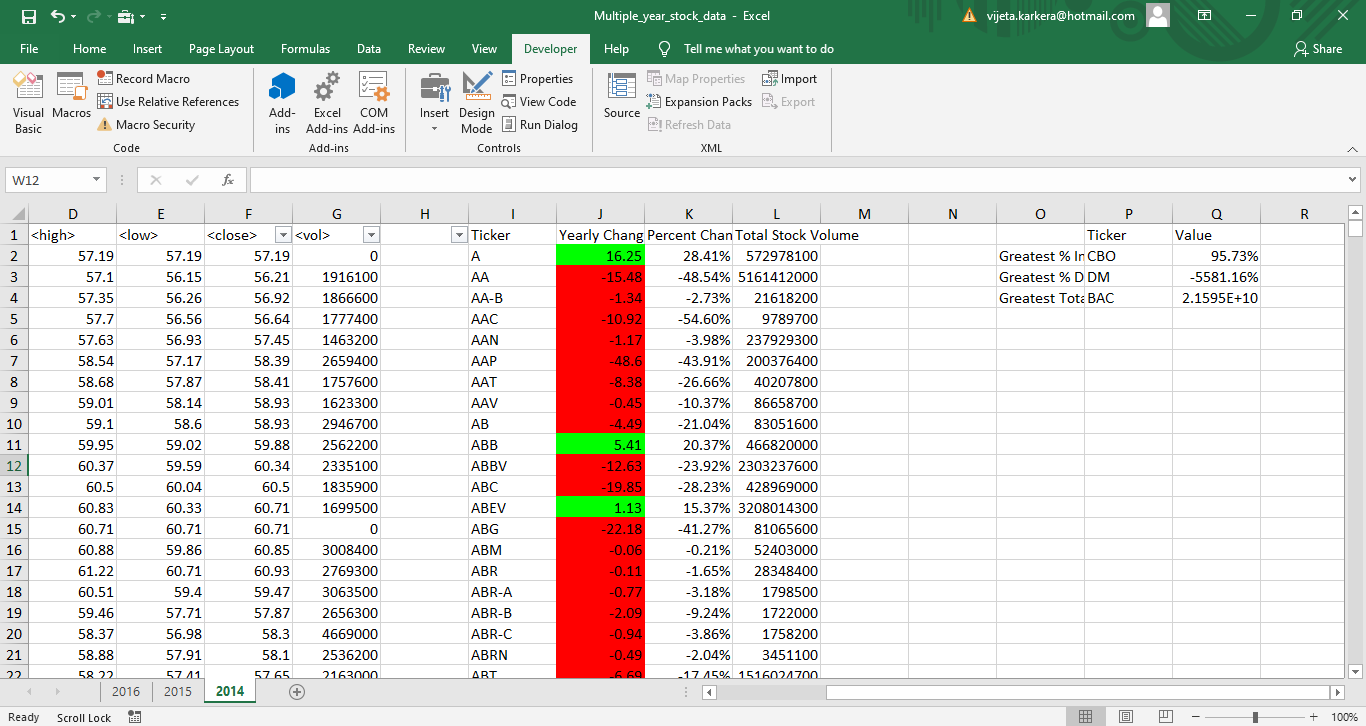 Multiple_year_stock_data - Excel
vijeta.karkera@hotmail.com
File Home Insert Page Layout Formulas Data Review View Developer Help Tell me what you want to do Share
Visual Basic
Macros
Record Macro
Use Relative References
Macro Security
Code
Add-ins
Excel Add-ins
COM Add-ins
Add-ins
Insert
Design Mode
Properties
View Code
Run Dialog
Controls
Source
Map Properties
Expansion Packs
Refresh Data
Import
Export
XML
W12 fx
D E F G H I J K L M N O P Q R
1 <high> <low> <close> <vol> Ticker Yearly Chang Percent Chan Total Stock Volume Ticker Value
2 57.19 57.19 57.19 0 A 16.25 28.41% 572978100 Greatest % In CBO 95.73%
3 57.1 56.15 56.21 1916100 AA -15.48 -48.54% 5161412000 Greatest % D DM -5581.16%
4 57.35 56.26 56.92 1866600 AA-B -1.34 -2.73% 21618200 Greatest Tota BAC 2.1595E+10
5 57.7 56.56 56.64 1777400 AAC -10.92 -54.60% 9789700
6 57.63 56.93 57.45 1463200 AAN -1.17 -3.98% 237929300
7 58.54 57.17 58.39 2659400 AAP -48.6 -43.91% 200376400
8 58.68 57.87 58.41 1757600 AAT -8.38 -26.66% 40207800
9 59.01 58.14 58.93 1623300 AAV -0.45 -10.37% 86658700
10 59.1 58.6 58.93 2946700 AB -4.49 -21.04% 83051600
11 59.95 59.02 59.88 2562200 ABB 5.41 20.37% 466820000
12 60.37 59.59 60.34 2335100 ABBV -12.63 -23.92% 2303237600
13 60.5 60.04 60.5 1835900 ABC -19.85 -28.23% 428969000
14 60.83 60.33 60.71 1699500 ABEV 1.13 15.37% 3208014300
15 60.71 60.71 60.71 0 ABG -22.18 -41.27% 81065600
16 60.88 59.86 60.85 3008400 ABM -0.06 -0.21% 52403000
17 61.22 60.71 60.93 2769300 ABR -0.11 -1.65% 28348400
18 60.51 59.4 59.47 3063500 ABR-A -0.77 -3.18% 1798500
19 59.46 57.71 57.87 2656300 ABR-B -2.09 -9.24% 1722000
20 58.37 56.98 58.3 4669000 ABR-C -0.94 -3.86% 1758200
21 58.88 57.91 58.1 2536200 ABRN -0.49 -2.04% 3451100
22 58.22 57.41 57.65 2163000 ABT -6.69 -17.45% 1516024700
2016 2015 2014
Ready Scroll Lock 100%